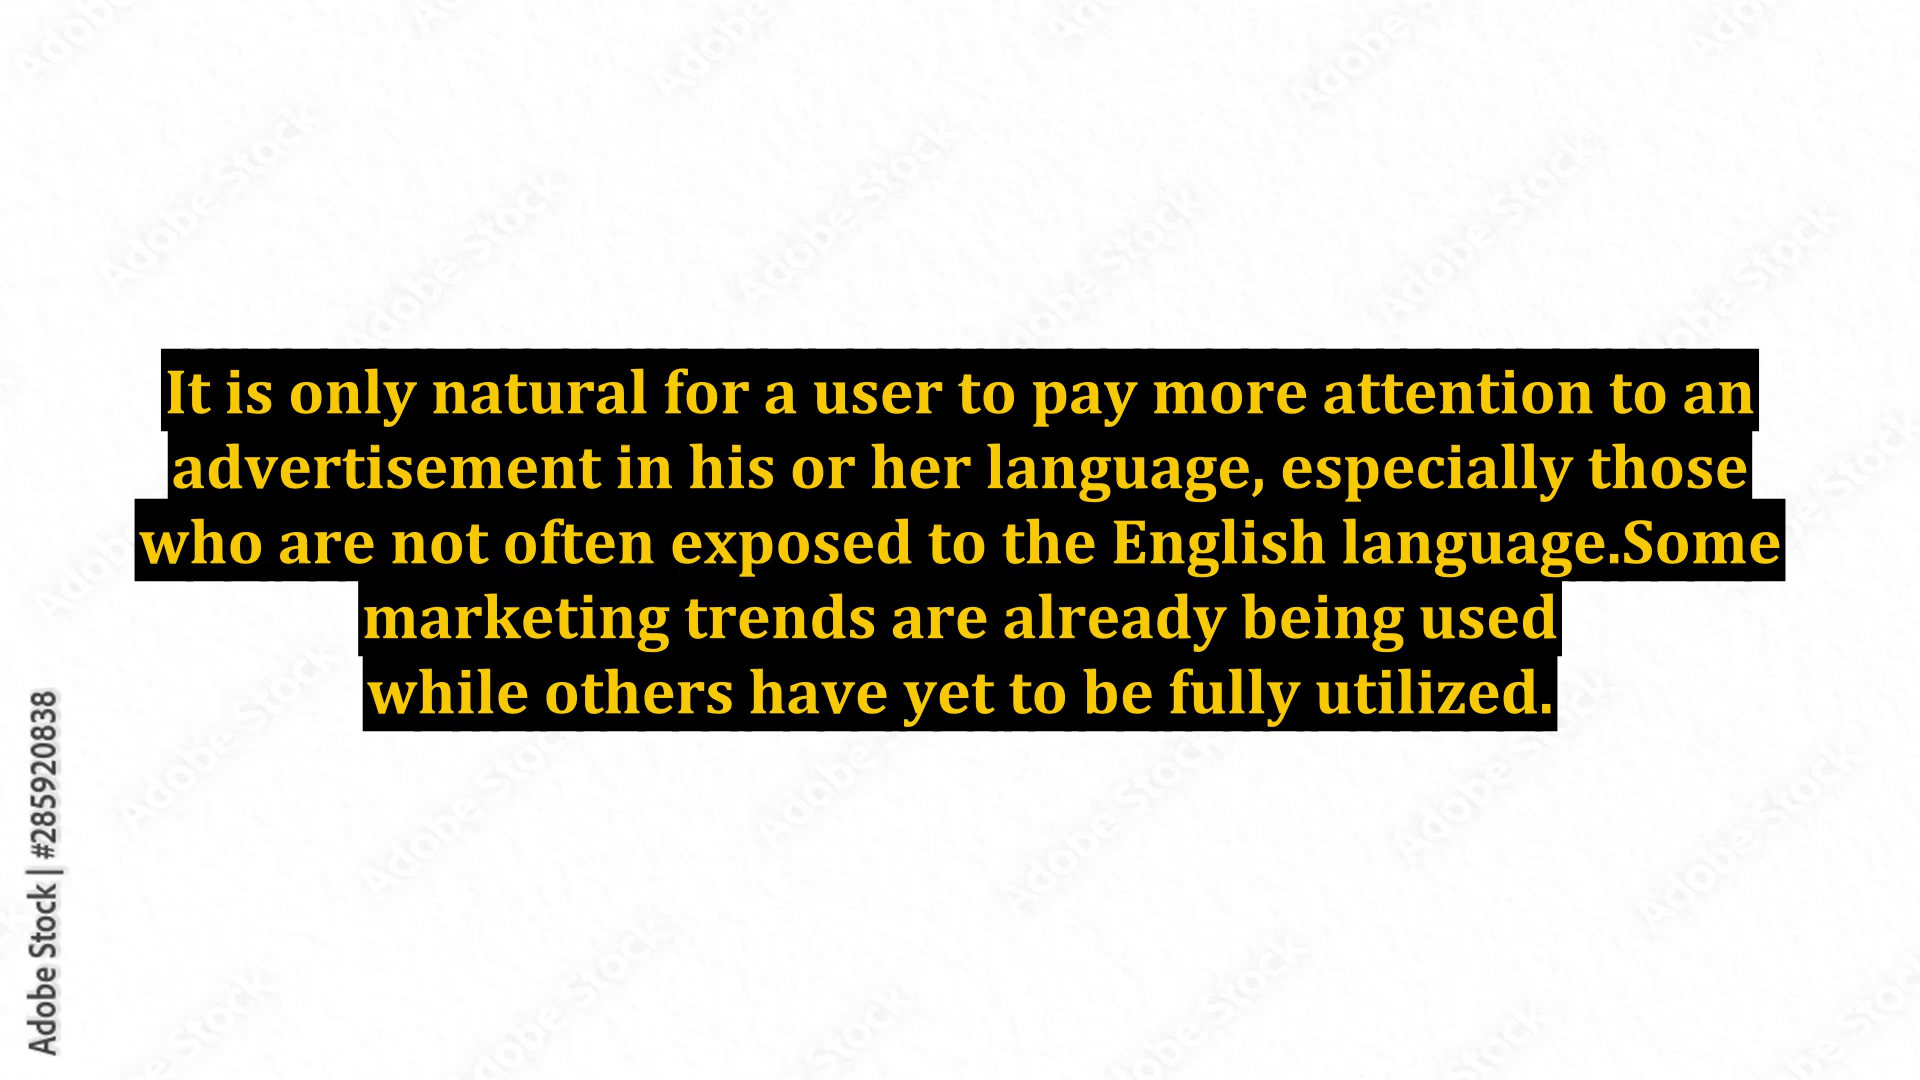 It is only natural for a user to pay more attention to an
advertisement in his or her language, especially those
who are not often exposed to the English language.Some
marketing trends are already being used
while others have yet to be fully utilized.
Adobe Stock | #285920838